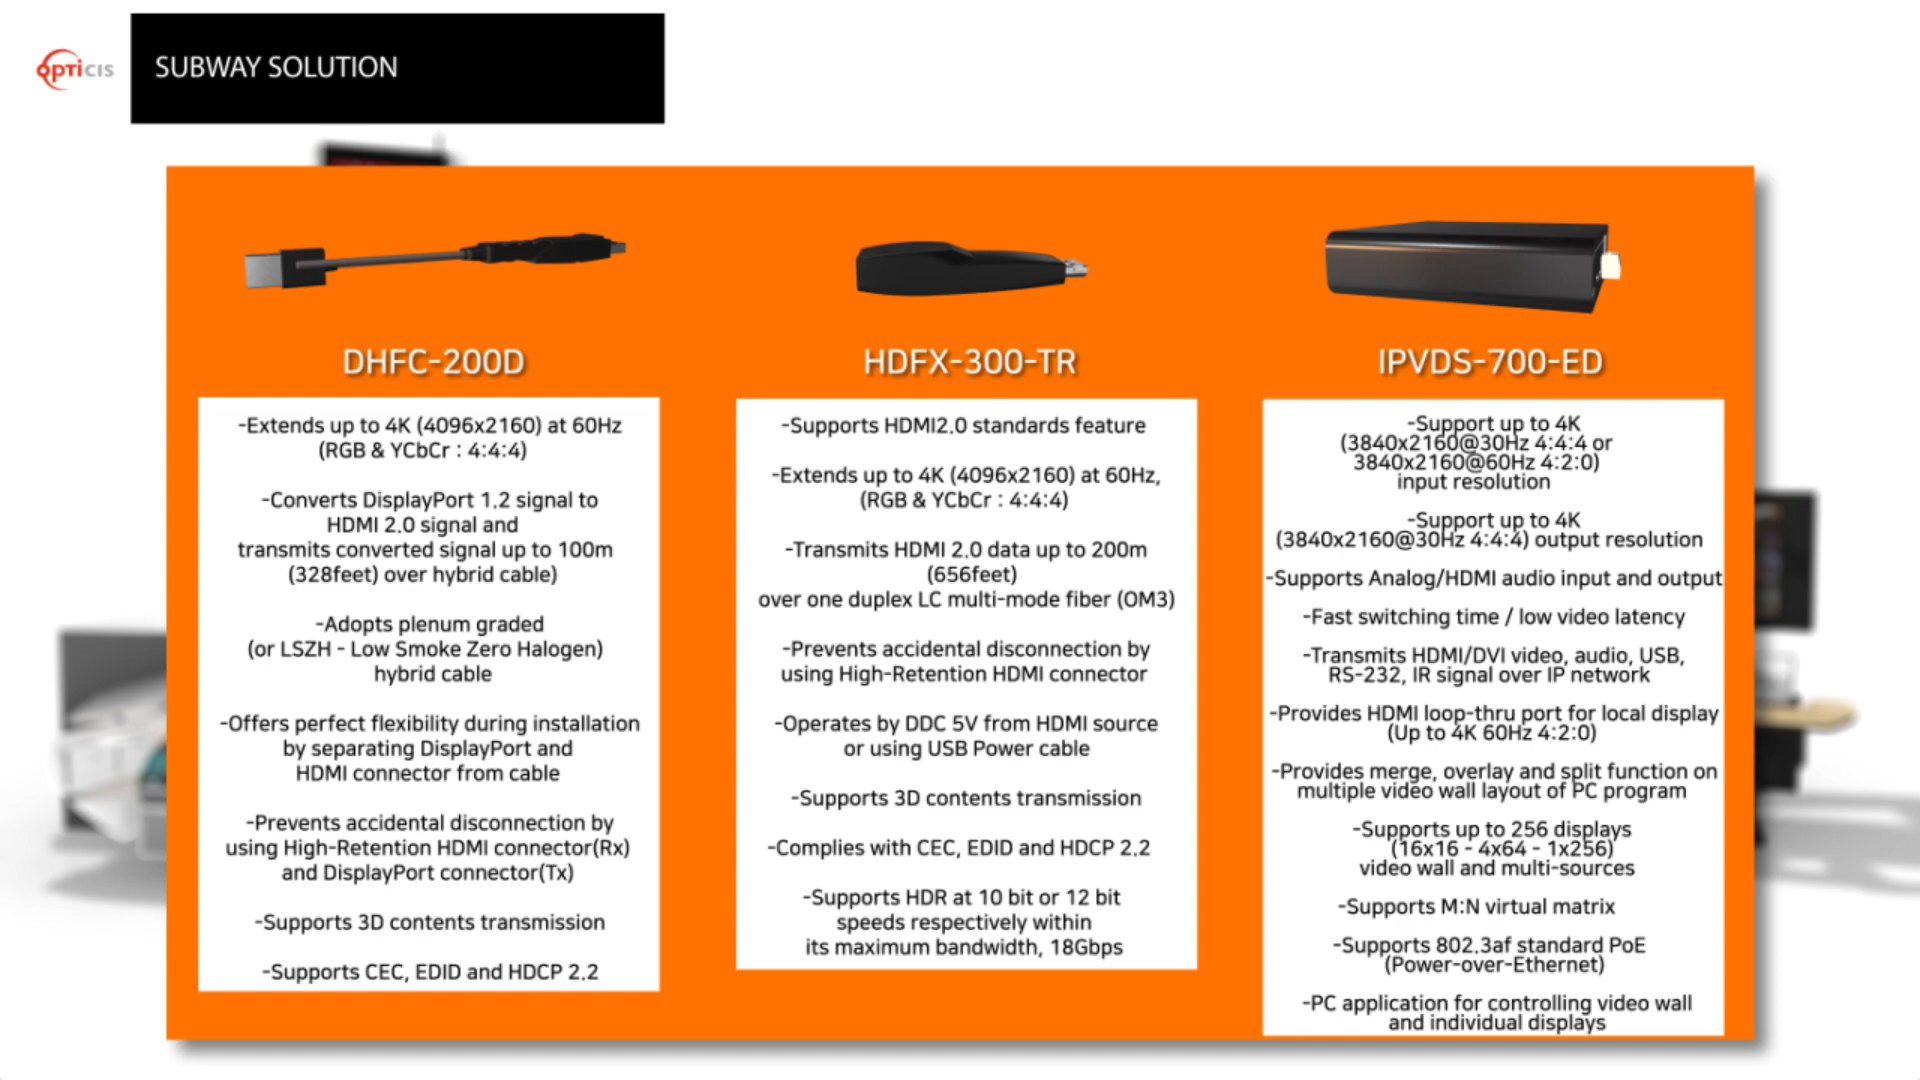 OPTICIS
SUBWAY SOLUTION
DHFC-200D
-Extends up to 4K (4096x2160) at 60Hz
(RGB & YCbCr : 4:4:4)
-Converts DisplayPort 1.2 signal to
HDMI 2.0 signal and
transmits converted signal up to 100m
(328feet) over hybrid cable)
-Adopts plenum graded
(or LSZH - Low Smoke Zero Halogen)
hybrid cable
-Offers perfect flexibility during installation
by separating DisplayPort and
HDMI connector from cable
-Prevents accidental disconnection by
using High-Retention HDMI connector(Rx)
and DisplayPort connector(Tx)
-Supports 3D contents transmission
-Supports CEC, EDID and HDCP 2.2
HDFX-300-TR
-Supports HDMI2.0 standards feature
-Extends up to 4K (4096x2160) at 60Hz,
(RGB & YCbCr : 4:4:4)
-Transmits HDMI 2.0 data up to 200m
(656feet)
over one duplex LC multi-mode fiber (OM3)
-Prevents accidental disconnection by
using High-Retention HDMI connector
-Operates by DDC 5V from HDMI source
or using USB Power cable
-Supports 3D contents transmission
-Complies with CEC, EDID and HDCP 2.2
-Supports HDR at 10 bit or 12 bit
speeds respectively within
its maximum bandwidth, 18Gbps
IPVDS-700-ED
-Support up to 4K
(3840x2160@30Hz 4:4:4 or
3840x2160@60Hz 4:2:0)
input resolution
-Support up to 4K
(3840x2160@30Hz 4:4:4) output resolution
-Supports Analog/HDMI audio input and output
-Fast switching time / low video latency
-Transmits HDMI/DVI video, audio, USB,
RS-232, IR signal over IP network
-Provides HDMI loop-thru port for local display
(Up to 4K 60Hz 4:2:0)
-Provides merge, overlay and split function on
multiple video wall layout of PC program
-Supports up to 256 displays
(16x16 - 4x64 - 1x256)
video wall and multi-sources
-Supports M:N virtual matrix
-Supports 802.3af standard PoE
(Power-over-Ethernet)
-PC application for controlling video wall
and individual displays